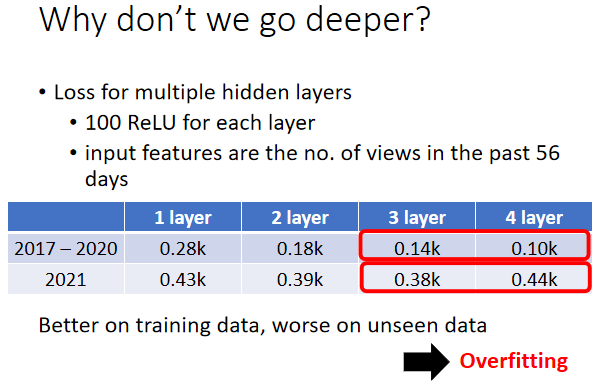 Why don't we go deeper?
• Loss for multiple hidden layers
• 100 ReLU for each layer
• input features are the no. of views in the past 56
days
1 layer 2 layer 3 layer 4 layer
2017 – 2020 0.28k 0.18k 0.14k 0.10k
2021 0.43k 0.39k 0.38k 0.44k
Better on training data, worse on unseen data
Overfitting